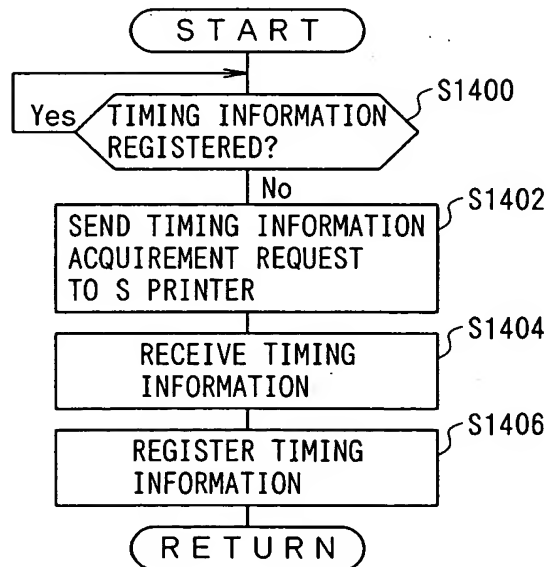 START
S1400
Yes
TIMING INFORMATION
REGISTERED?
No
S1402
SEND TIMING INFORMATION
ACQUIREMENT REQUEST
TO S PRINTER
S1404
RECEIVE TIMING
INFORMATION
S1406
REGISTER TIMING
INFORMATION
RETURN